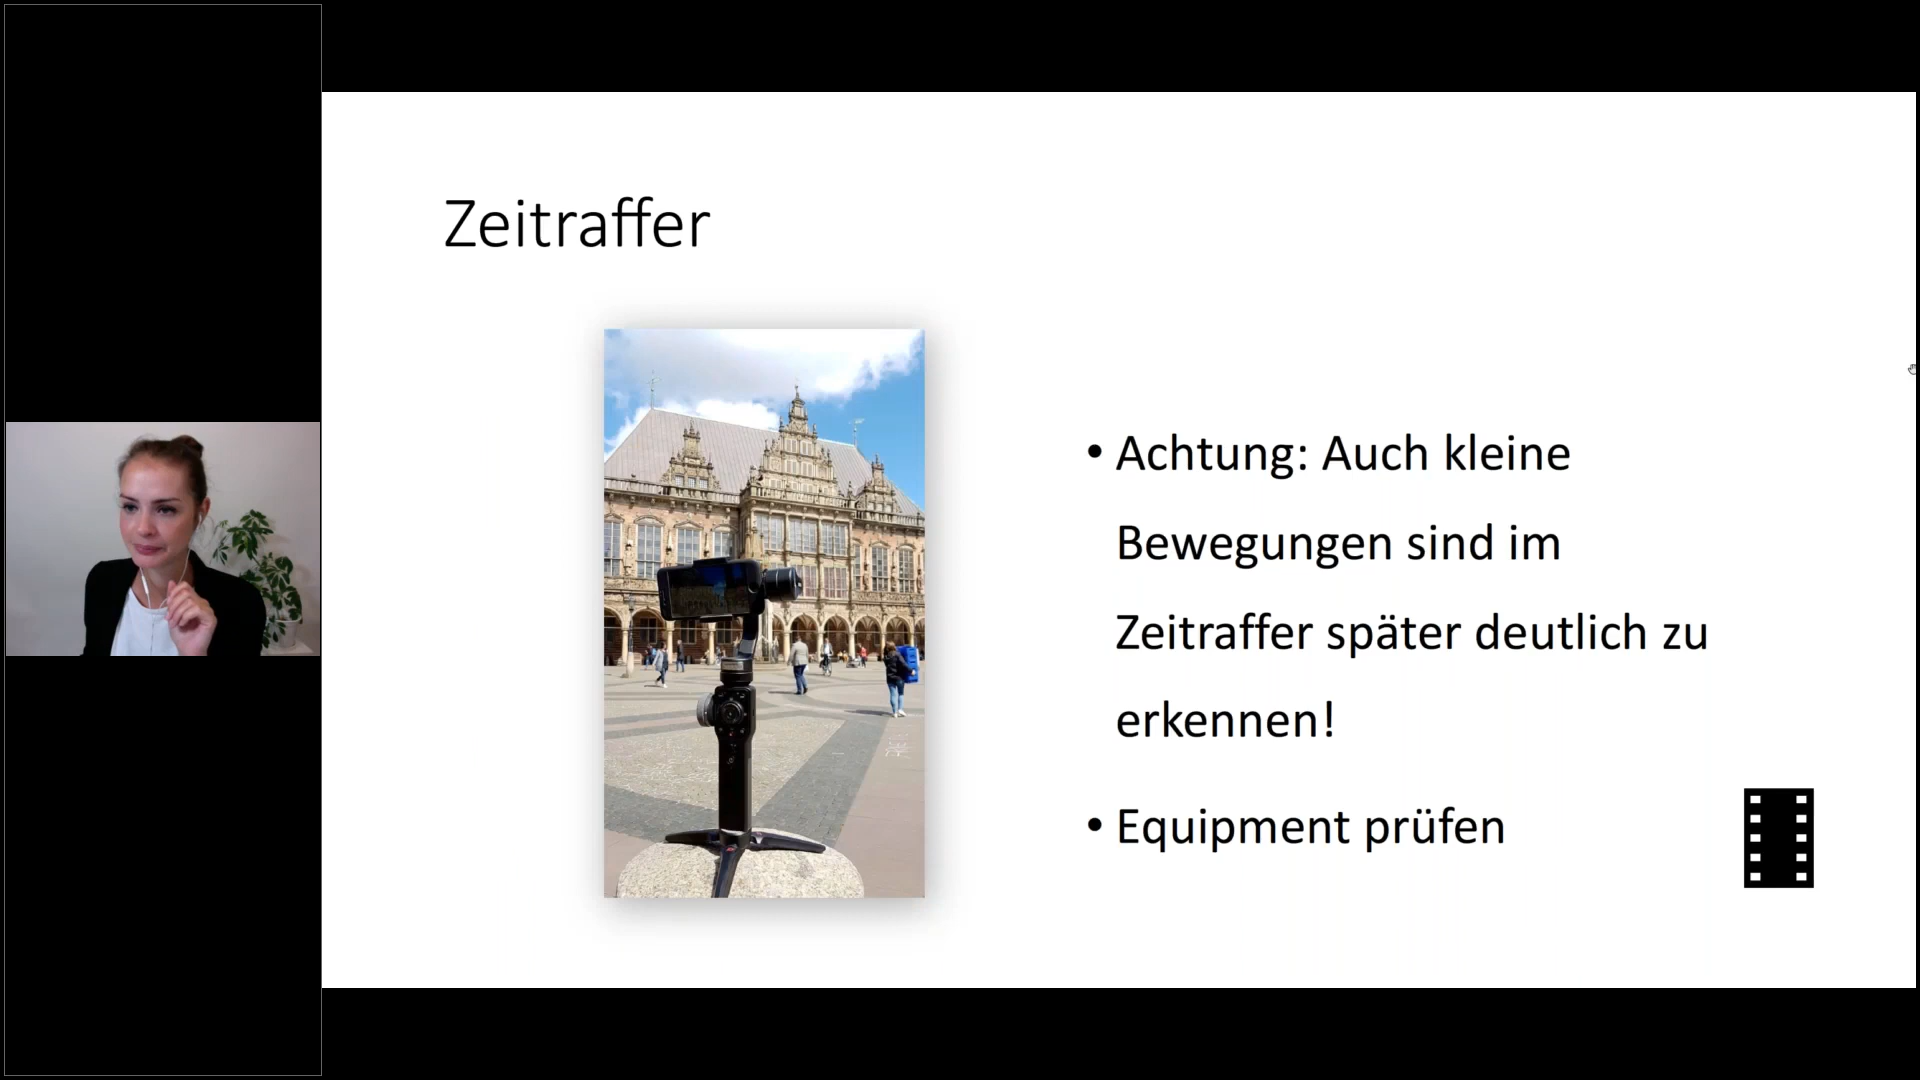 Zeitraffer
• Achtung: Auch kleine
Bewegungen sind im
Zeitraffer später deutlich zu
erkennen!
• Equipment prüfen